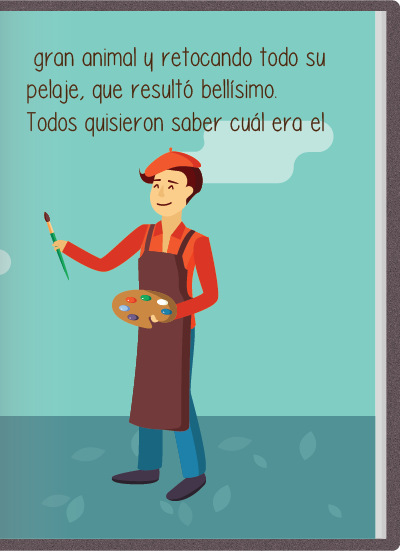 gran animal y retocando todo su
pelaje, que resultó bellísimo.
Todos quisieron saber cuál era el